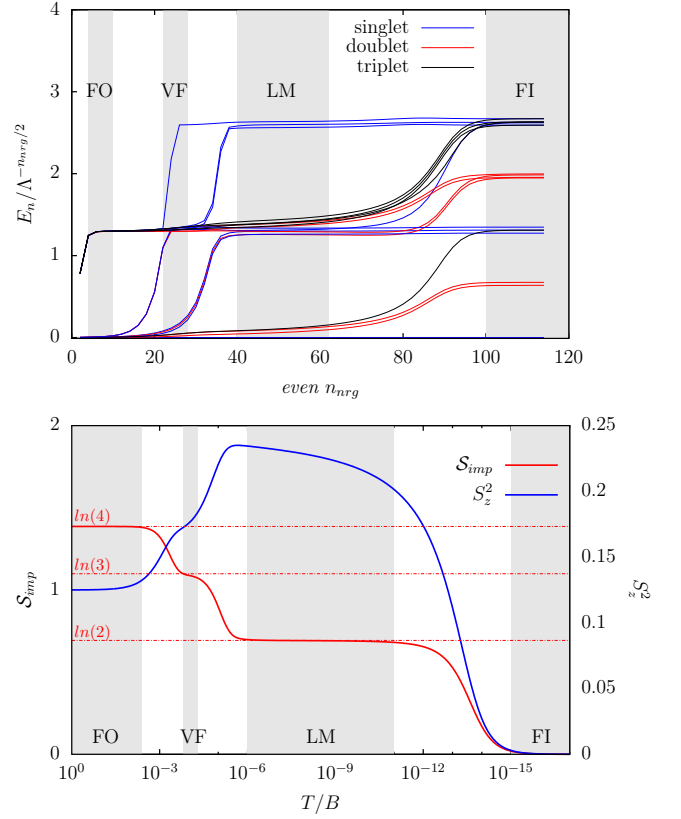 4
3
2
1
0
E_n/Λ^{-n_{nrg}/2}
FO
VF
LM
FI
singlet
doublet
triplet
0 20 40 60 80 100 120
even n_{nrg}
2
1
0
𝒮_{imp}
0.25
0.2
0.15
0.1
0.05
0
S_z^2
𝒮_{imp}
S_z^2
ln(4)
ln(3)
ln(2)
FO
VF
LM
FI
10^0 10^{-3} 10^{-6} 10^{-9} 10^{-12} 10^{-15}
T/B